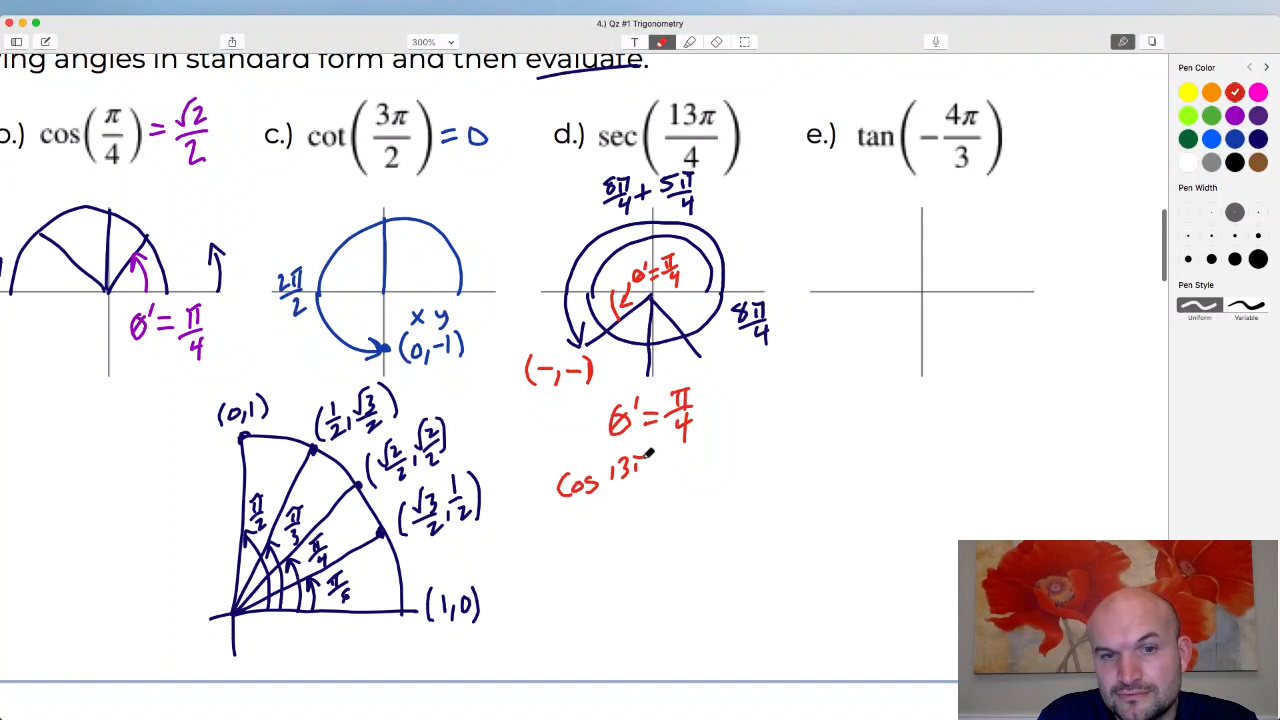 4.) Qz #1 Trigonometry
300%
T
Pen Color
Pen Width
Pen Style
Uniform
Variable
wing angles in standard form and then evaluate.
o.) cos(π/4) = √2/2
c.) cot(3π/2) = 0
d.) sec(13π/4)
e.) tan(-4π/3)
θ' = π/4
2π/2
x y
(0,-1)
8π/4 + 5π/4
θ' = π/4
8π/4
(-,-)
θ' = π/4
cos 13π
(0,1)
(1/2, √3/2)
(√2/2, √2/2)
(√3/2, 1/2)
(1,0)
π/2
π/3
π/4
π/6